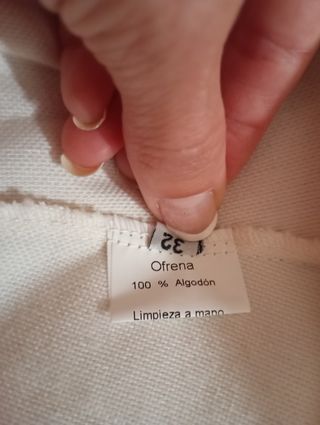 32
Ofrena
100 % Algodón
Limpieza a mano